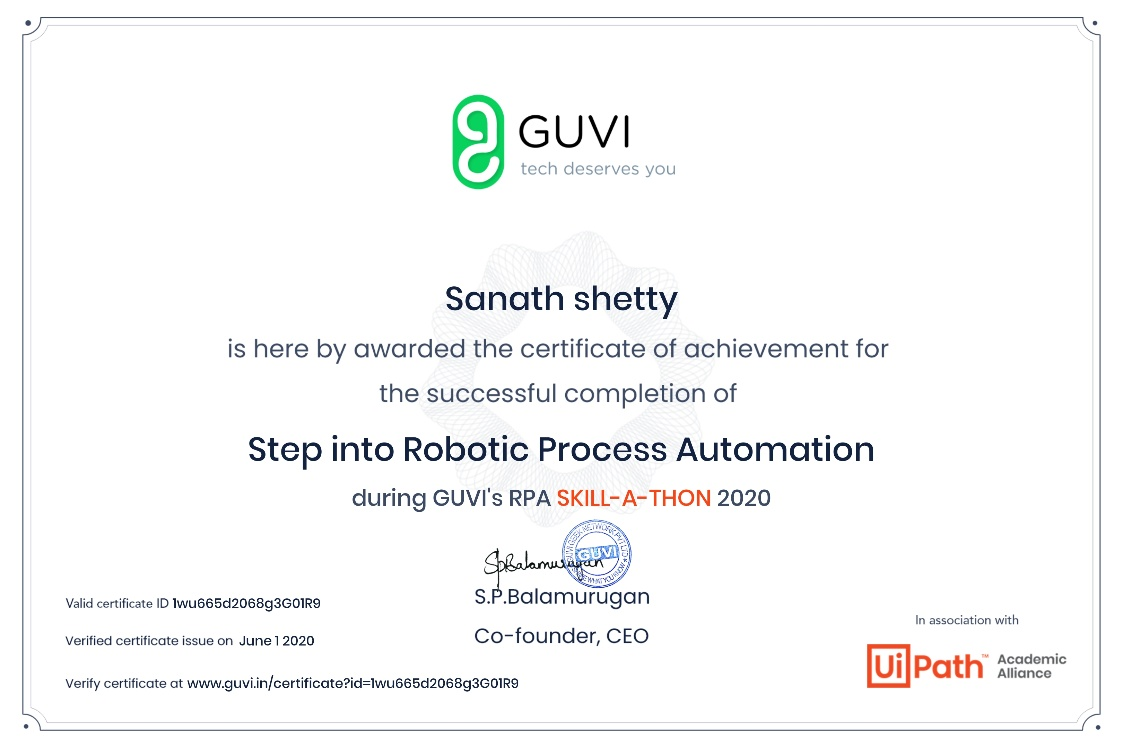 GUVI
tech deserves you
Sanath shetty
is here by awarded the certificate of achievement for
the successful completion of
Step into Robotic Process Automation
during GUVI's RPA SKILL-A-THON 2020
SpBalamurugan
GUVI
S.P.Balamurugan
Co-founder, CEO
Valid certificate ID 1wu665d2068g3G01R9
Verified certificate issue on June 1 2020
Verify certificate at www.guvi.in/certificate?id=1wu665d2068g3G01R9
In association with
UiPath™ Academic
Alliance